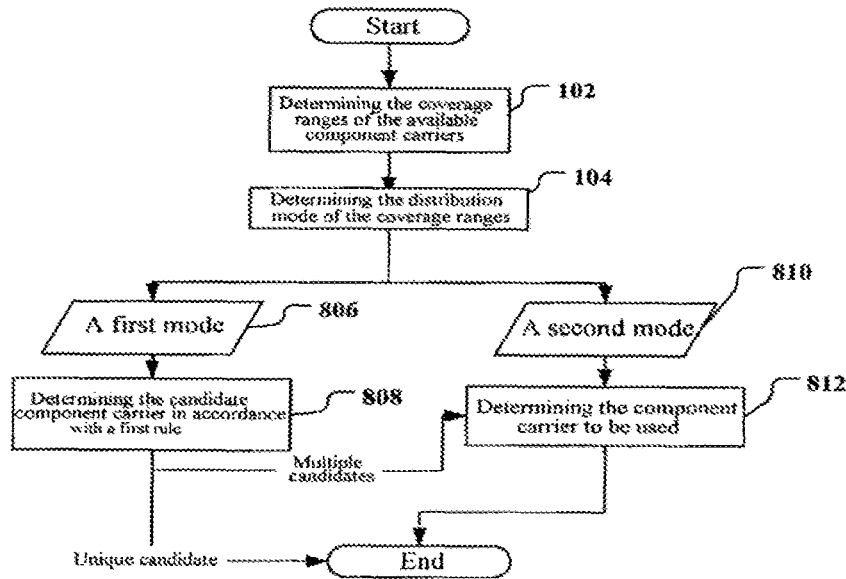 Start
Determining the coverage
ranges of the available
component carriers
102
Determining the distribution
mode of the coverage ranges
104
A first mode
806
A second mode
810
Determining the candidate
component carrier in accordance
with a first rule
808
Determining the component
carrier to be used
812
Multiple
candidates
Unique candidate
End